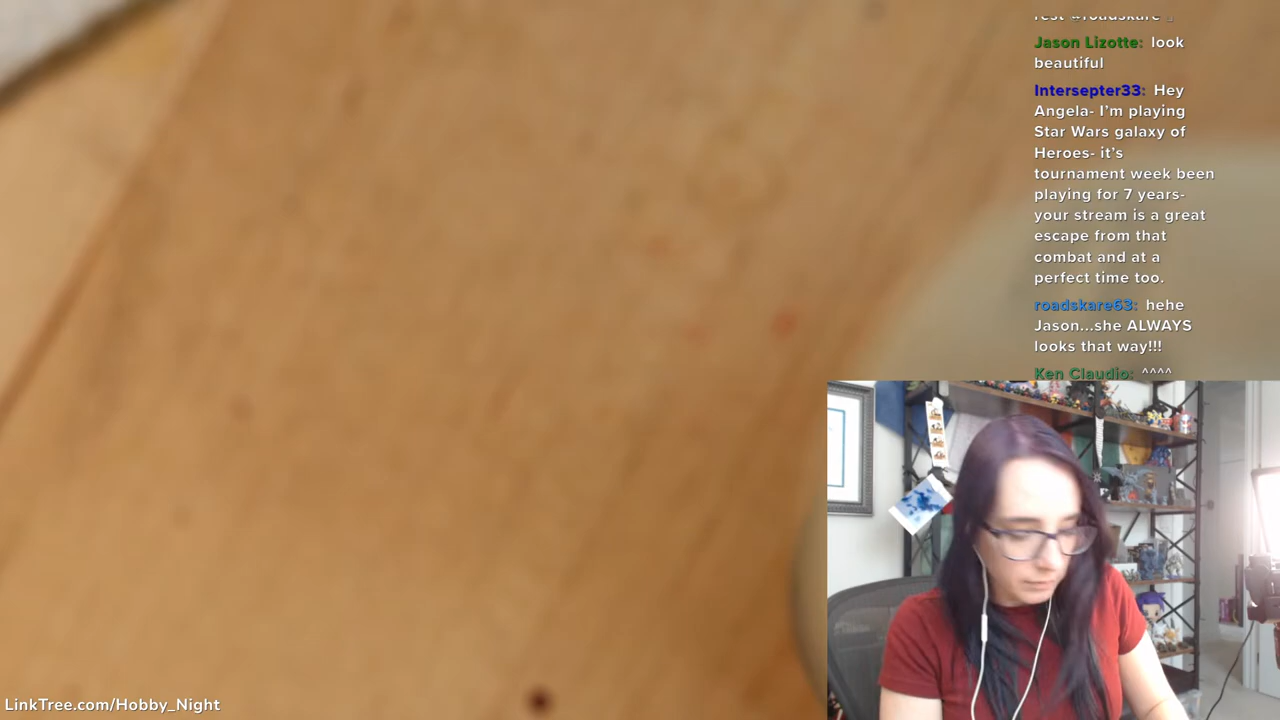 Jason Lizotte: look
beautiful
Intersepter33: Hey
Angela- I'm playing
Star Wars galaxy of
Heroes- it's
tournament week been
playing for 7 years-
your stream is a great
escape from that
combat and at a
perfect time too.
roadskare63: hehe
Jason...she ALWAYS
looks that way!!!
Ken Claudio: ^^^^
LinkTree.com/Hobby_Night